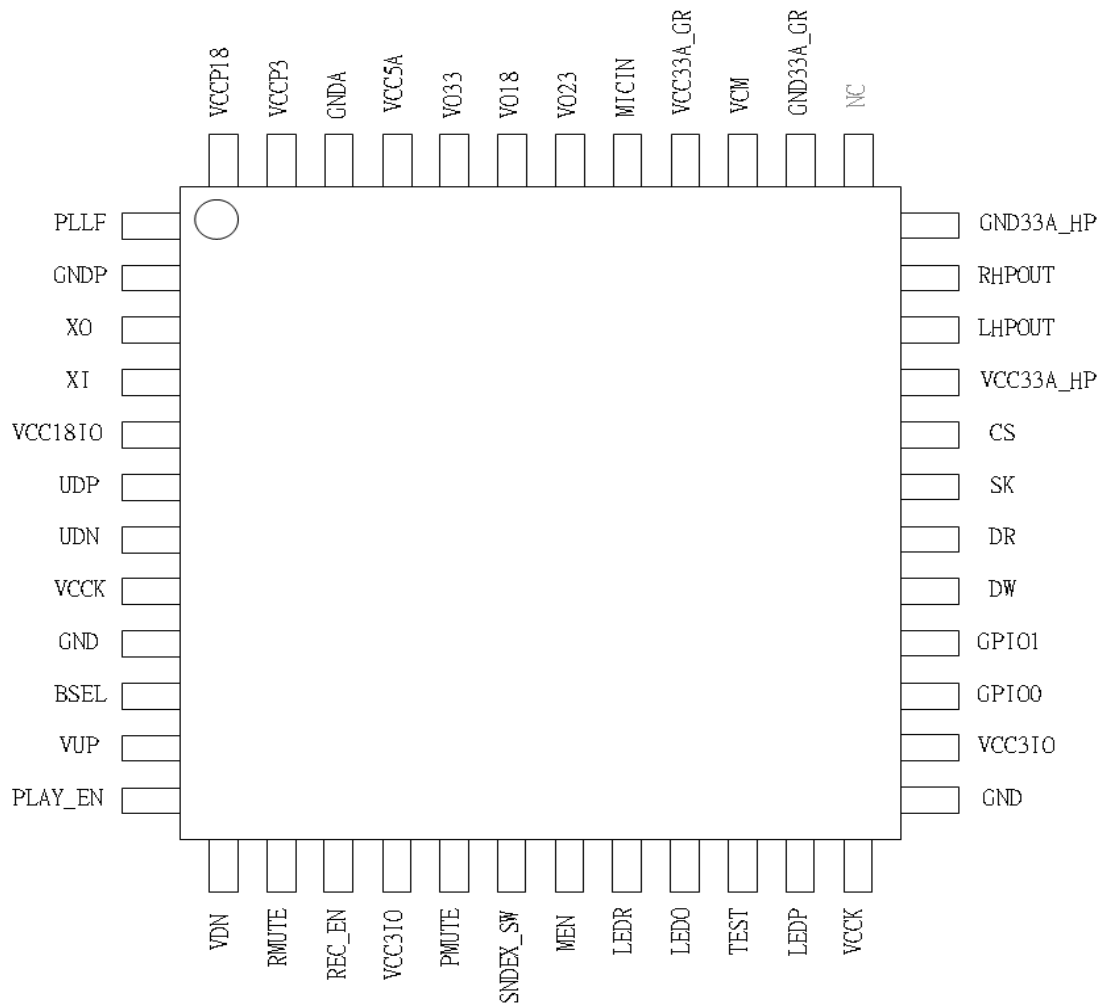 VCCP18
VCCP3
GNDA
VCC5A
VO33
VO18
VO23
MICIN
VCC33A_GR
VCM
GND33A_GR
NC
PLLF
GNDP
XO
XI
VCC18IO
UDP
UDN
VCCK
GND
BSEL
VUP
PLAY_EN
GND33A_HP
RHPOUT
LHPOUT
VCC33A_HP
CS
SK
DR
DW
GPIO1
GPIO0
VCC3IO
GND
VDN
RMUTE
REC_EN
VCC3IO
PMUTE
SNDEX_SW
MEN
LEDR
LEDO
TEST
LEDP
VCCK